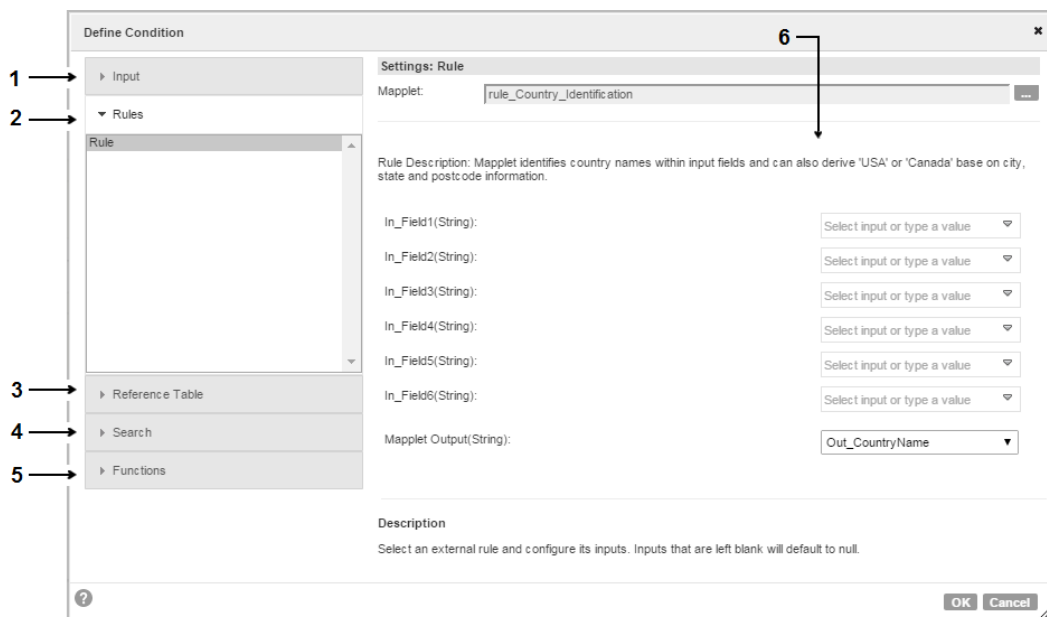 Define Condition
6
1
Input
2
Rules
Rule
3
Reference Table
4
Search
5
Functions
Settings: Rule
Mapplet:
rule_Country_Identification
...
Rule Description: Mapplet identifies country names within input fields and can also derive 'USA' or 'Canada' base on city,
state and postcode information.
In_Field1(String):
Select input or type a value
In_Field2(String):
Select input or type a value
In_Field3(String):
Select input or type a value
In_Field4(String):
Select input or type a value
In_Field5(String):
Select input or type a value
In_Field6(String):
Select input or type a value
Mapplet Output(String):
Out_CountryName
Description
Select an external rule and configure its inputs. Inputs that are left blank will default to null.
?
OK
Cancel